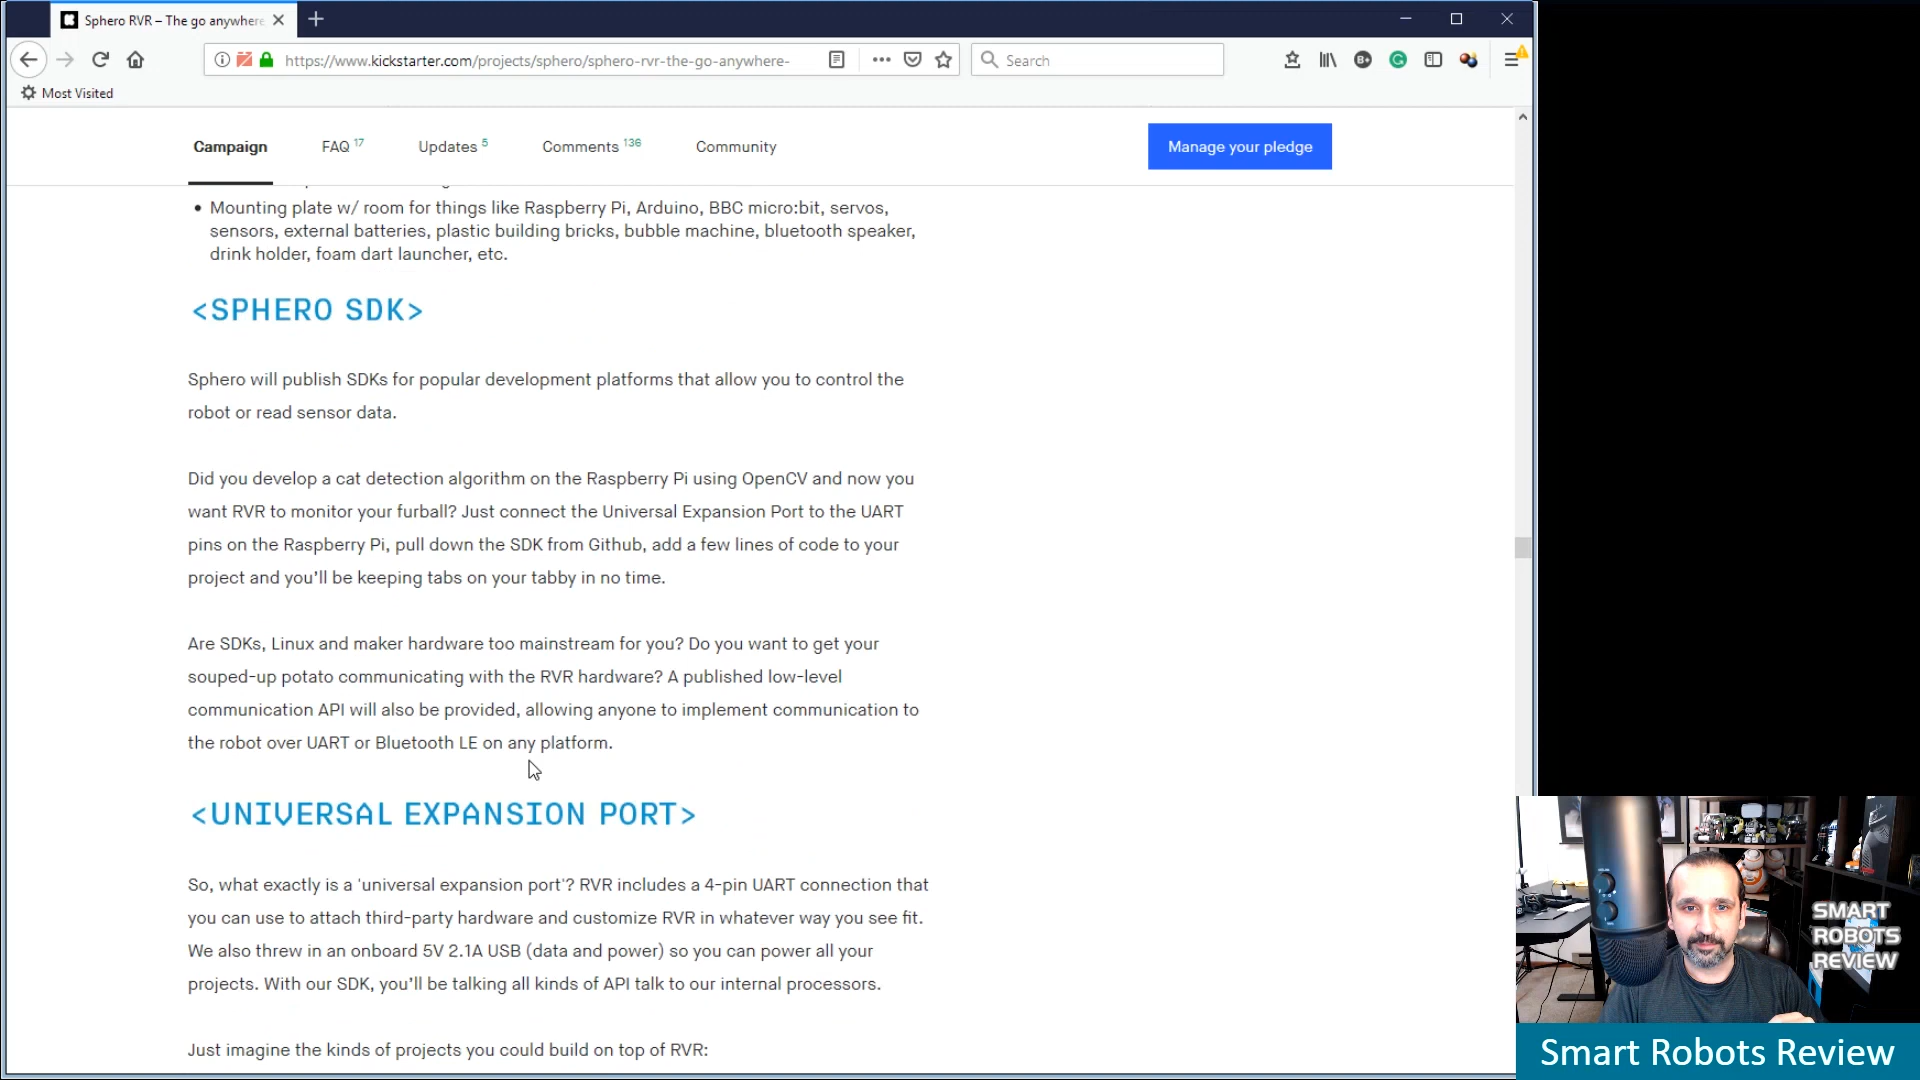 Sphero RVR – The go anywhere
https://www.kickstarter.com/projects/sphero/sphero-rvr-the-go-anywhere-
Search
Most Visited
Campaign
FAQ 17
Updates 5
Comments 136
Community
Manage your pledge
• Mounting plate w/ room for things like Raspberry Pi, Arduino, BBC micro:bit, servos,
sensors, external batteries, plastic building bricks, bubble machine, bluetooth speaker,
drink holder, foam dart launcher, etc.
<SPHERO SDK>
Sphero will publish SDKs for popular development platforms that allow you to control the
robot or read sensor data.
Did you develop a cat detection algorithm on the Raspberry Pi using OpenCV and now you
want RVR to monitor your furball? Just connect the Universal Expansion Port to the UART
pins on the Raspberry Pi, pull down the SDK from Github, add a few lines of code to your
project and you’ll be keeping tabs on your tabby in no time.
Are SDKs, Linux and maker hardware too mainstream for you? Do you want to get your
souped-up potato communicating with the RVR hardware? A published low-level
communication API will also be provided, allowing anyone to implement communication to
the robot over UART or Bluetooth LE on any platform.
<UNIVERSAL EXPANSION PORT>
So, what exactly is a 'universal expansion port'? RVR includes a 4-pin UART connection that
you can use to attach third-party hardware and customize RVR in whatever way you see fit.
We also threw in an onboard 5V 2.1A USB (data and power) so you can power all your
projects. With our SDK, you’ll be talking all kinds of API talk to our internal processors.
Just imagine the kinds of projects you could build on top of RVR:
SMART
ROBOTS
REVIEW
Smart Robots Review